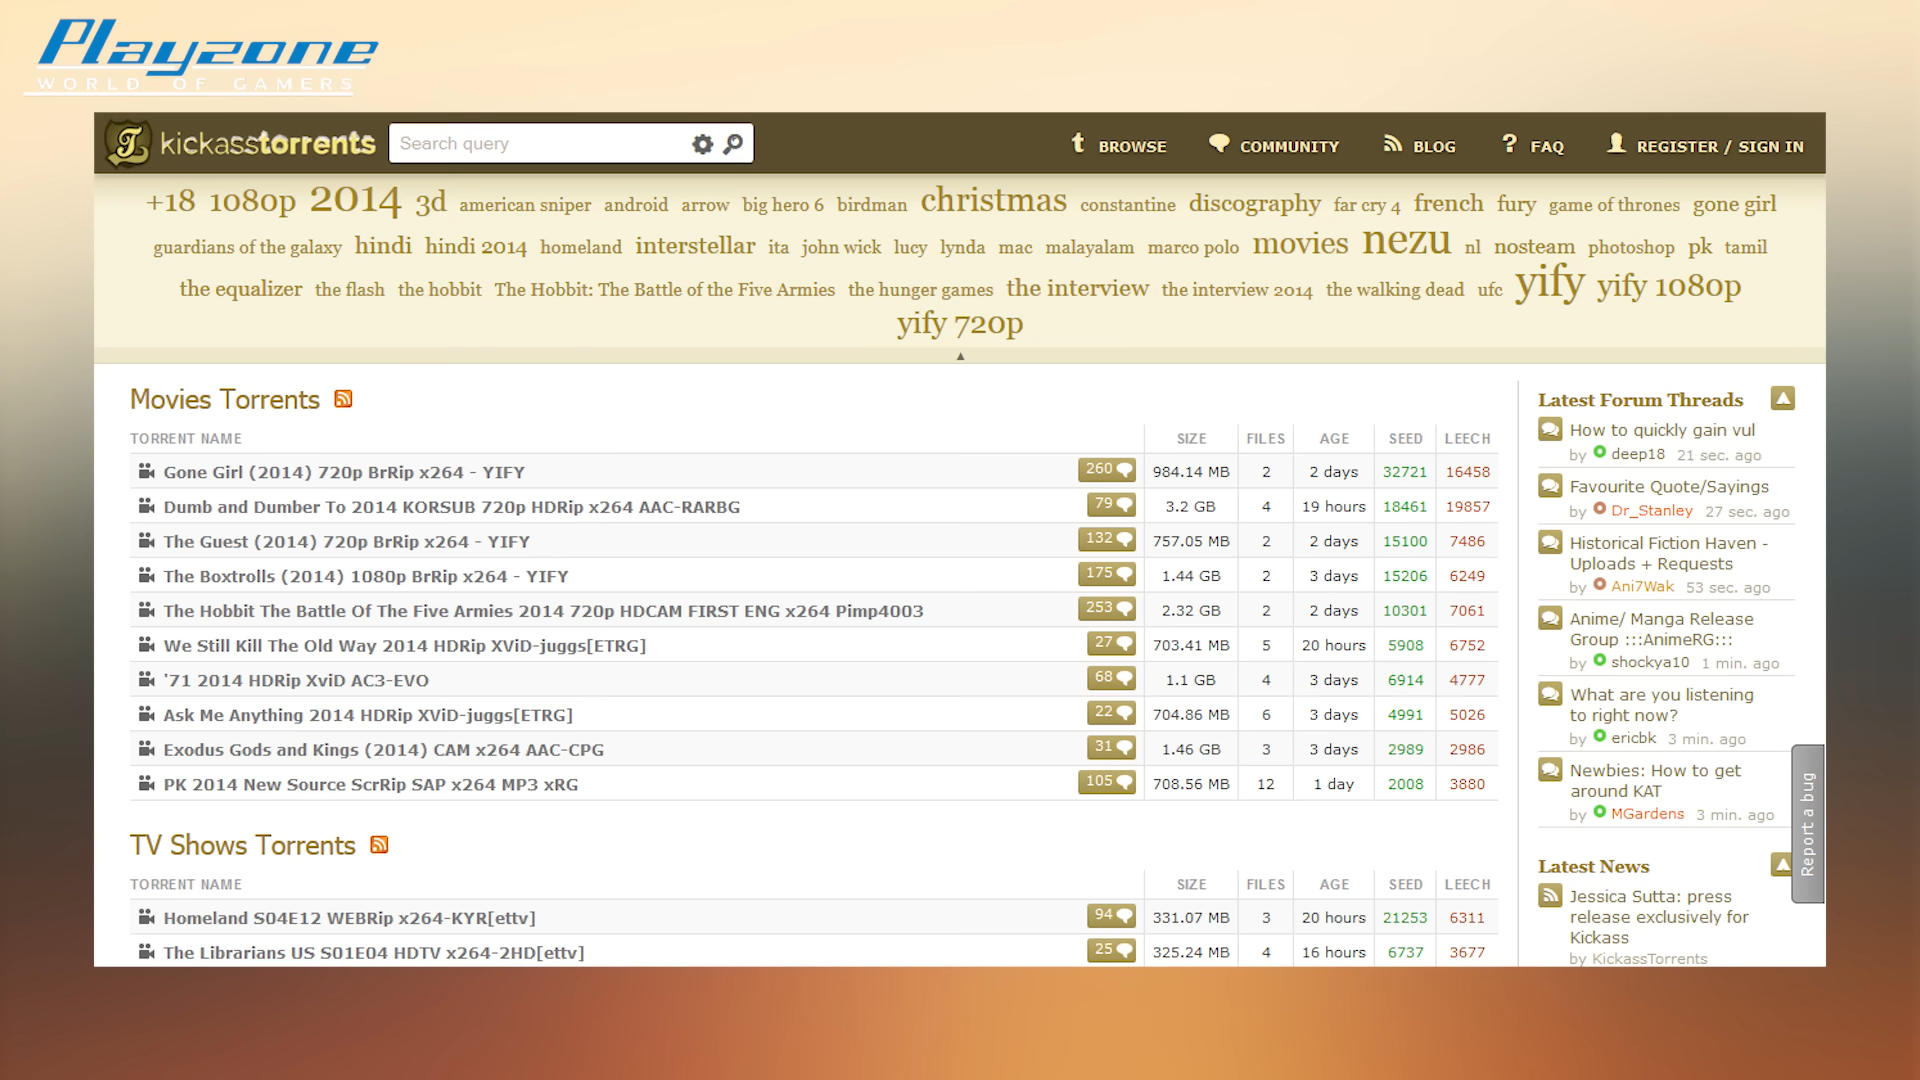 Playzone
WORLD OF GAMERS
kickasstorrents
Search query
BROWSE
COMMUNITY
BLOG
FAQ
REGISTER / SIGN IN
+18 1080p 2014 3d american sniper android arrow big hero 6 birdman christmas constantine discography far cry 4 french fury game of thrones gone girl
guardians of the galaxy hindi hindi 2014 homeland interstellar ita john wick lucy lynda mac malayalam marco polo movies nezu nl nosteam photoshop pk tamil
the equalizer the flash the hobbit The Hobbit: The Battle of the Five Armies the hunger games the interview the interview 2014 the walking dead ufc yify yify 1080p
yify 720p
Movies Torrents
TORRENT NAME SIZE FILES AGE SEED LEECH
Gone Girl (2014) 720p BrRip x264 - YIFY 260 984.14 MB 2 2 days 32721 16458
Dumb and Dumber To 2014 KORSUB 720p HDRip x264 AAC-RARBG 79 3.2 GB 4 19 hours 18461 19857
The Guest (2014) 720p BrRip x264 - YIFY 132 757.05 MB 2 2 days 15100 7486
The Boxtrolls (2014) 1080p BrRip x264 - YIFY 175 1.44 GB 2 3 days 15206 6249
The Hobbit The Battle Of The Five Armies 2014 720p HDCAM FIRST ENG x264 Pimp4003 253 2.32 GB 2 2 days 10301 7061
We Still Kill The Old Way 2014 HDRip XViD-juggs[ETRG] 27 703.41 MB 5 20 hours 5908 6752
'71 2014 HDRip XviD AC3-EVO 68 1.1 GB 4 3 days 6914 4777
Ask Me Anything 2014 HDRip XViD-juggs[ETRG] 22 704.86 MB 6 3 days 4991 5026
Exodus Gods and Kings (2014) CAM x264 AAC-CPG 31 1.46 GB 3 3 days 2989 2986
PK 2014 New Source ScrRip SAP x264 MP3 xRG 105 708.56 MB 12 1 day 2008 3880
TV Shows Torrents
TORRENT NAME SIZE FILES AGE SEED LEECH
Homeland S04E12 WEBRip x264-KYR[ettv] 94 331.07 MB 3 20 hours 21253 6311
The Librarians US S01E04 HDTV x264-2HD[ettv] 25 325.24 MB 4 16 hours 6737 3677
Latest Forum Threads
How to quickly gain vul
by deep18 21 sec. ago
Favourite Quote/Sayings
by Dr_Stanley 27 sec. ago
Historical Fiction Haven -
Uploads + Requests
by Ani7Wak 53 sec. ago
Anime/ Manga Release
Group :::AnimeRG:::
by shockya10 1 min. ago
What are you listening
to right now?
by ericbk 3 min. ago
Newbies: How to get
around KAT
by MGardens 3 min. ago
Report a bug
Latest News
Jessica Sutta: press
release exclusively for
Kickass
by KickassTorrents